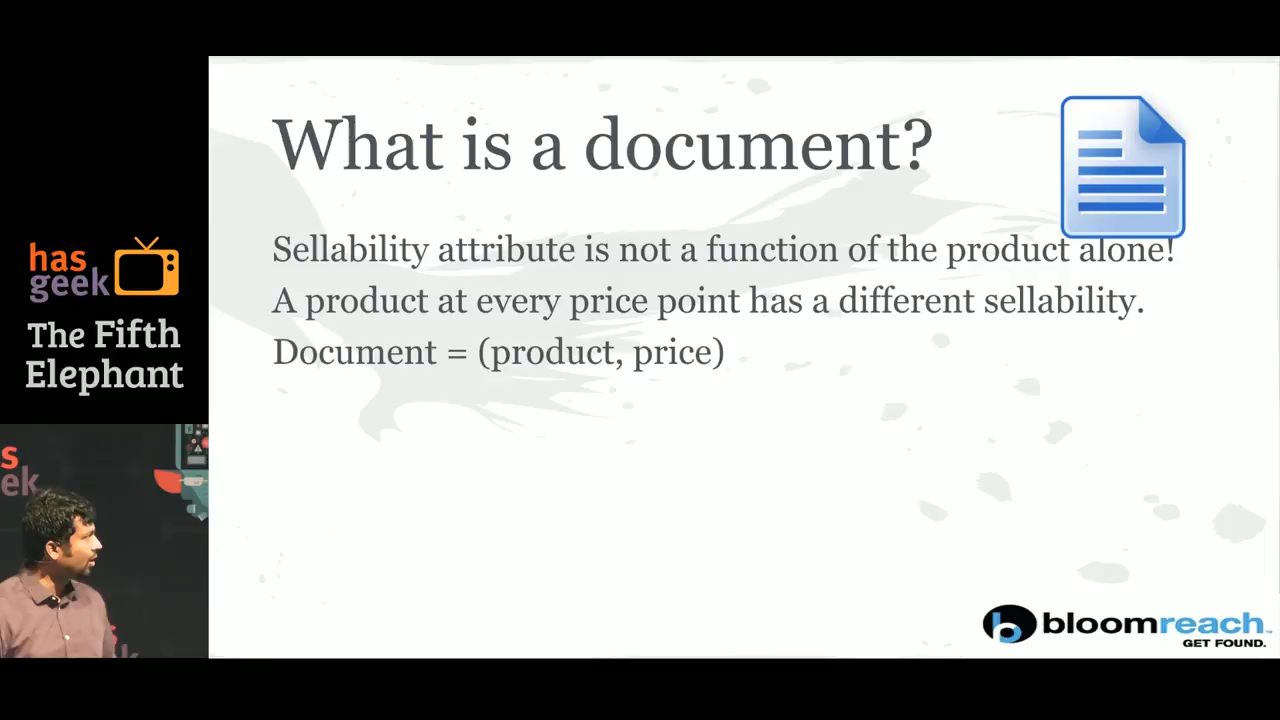 What is a document?
Sellability attribute is not a function of the product alone!
A product at every price point has a different sellability.
Document = (product, price)
has
geek
The Fifth
Elephant
s
ek
bloomreach
GET FOUND.